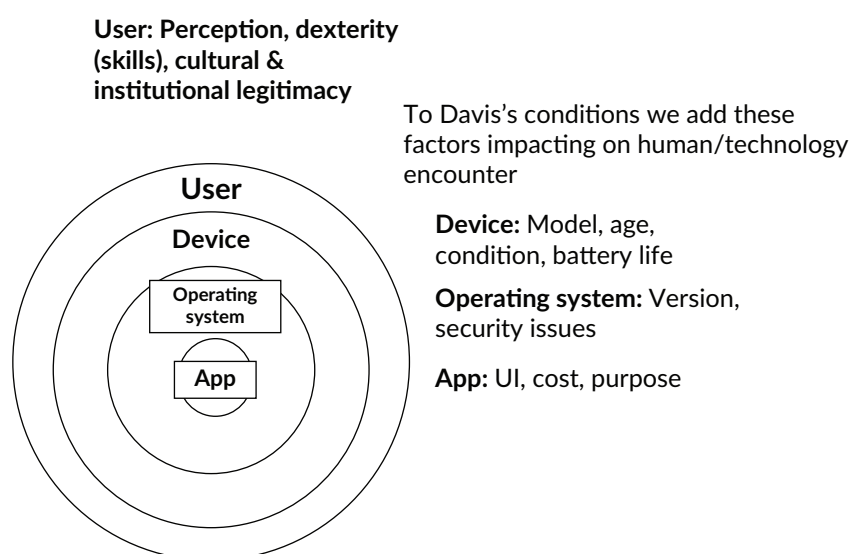 User: Perception, dexterity
(skills), cultural &
institutional legitimacy
To Davis's conditions we add these
factors impacting on human/technology
encounter
User
Device
Operating
system
App
Device: Model, age,
condition, battery life
Operating system: Version,
security issues
App: UI, cost, purpose